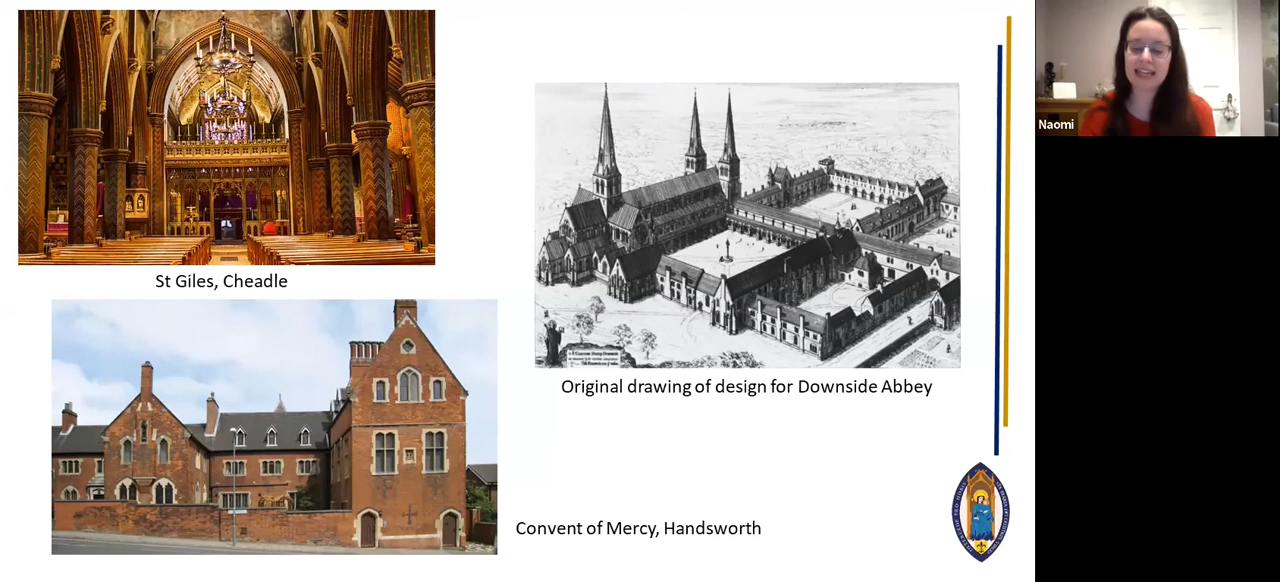 St Giles, Cheadle
Original drawing of design for Downside Abbey
Convent of Mercy, Handsworth
Naomi